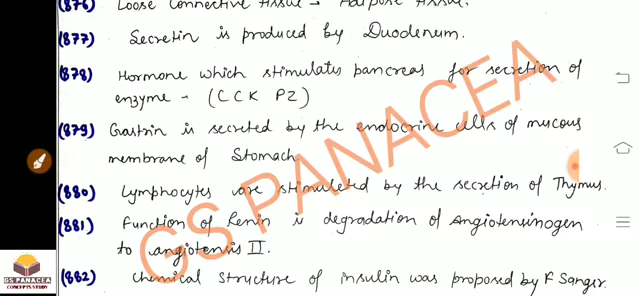 (876) Loose Connective Tissue → Adipose Tissue.
(877) Secretin is produced by Duodenum.
(878) Hormone which stimulates pancreas for secretion of
enzyme - (CCK PZ)
(879) Gastrin is secreted by the endocrine cells of mucous
membrane of Stomach
(880) Lymphocytes are stimulated by the secretion of Thymus.
(881) Function of Renin is degradation of Angiotensinogen
to angiotensis II.
(882) Chemical structure of insulin was proposed by F Sanger.
GS PANACEA
GS PANACEA
CONCEPTS STUDY